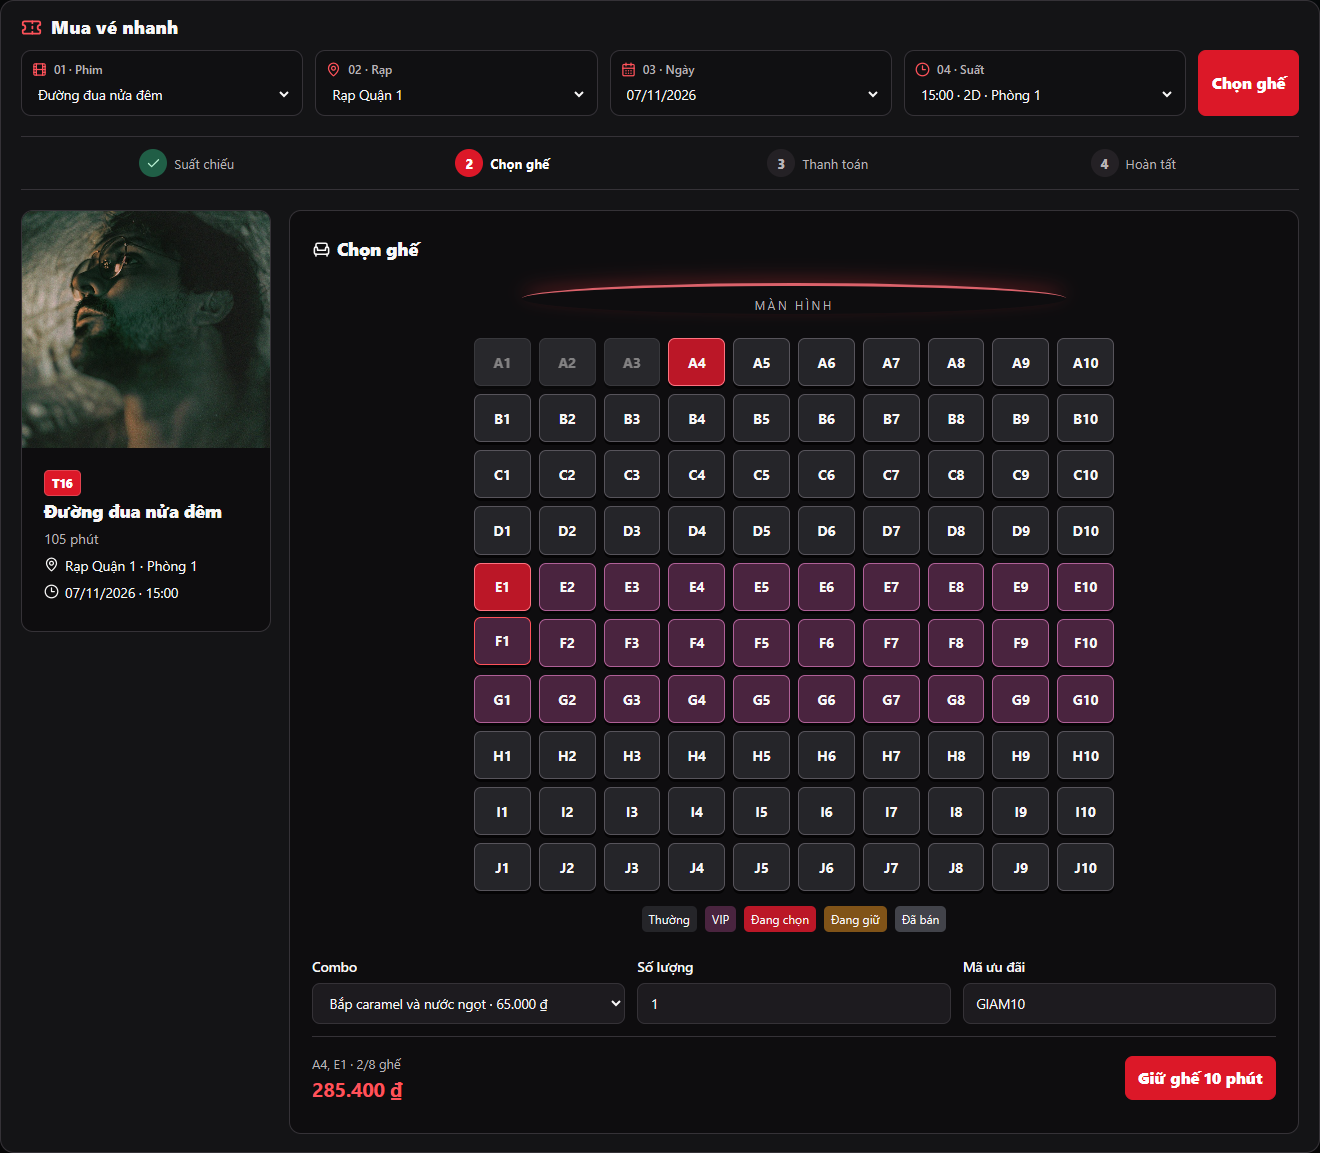 Mua vé nhanh
01 · Phim
Đường đua nửa đêm
02 · Rạp
Rạp Quận 1
03 · Ngày
07/11/2026
04 · Suất
15:00 · 2D · Phòng 1
Chọn ghế
Suất chiếu
2 Chọn ghế
3 Thanh toán
4 Hoàn tất
T16
Đường đua nửa đêm
105 phút
Rạp Quận 1 · Phòng 1
07/11/2026 · 15:00
Chọn ghế
MÀN HÌNH
A1 A2 A3 A4 A5 A6 A7 A8 A9 A10
B1 B2 B3 B4 B5 B6 B7 B8 B9 B10
C1 C2 C3 C4 C5 C6 C7 C8 C9 C10
D1 D2 D3 D4 D5 D6 D7 D8 D9 D10
E1 E2 E3 E4 E5 E6 E7 E8 E9 E10
F1 F2 F3 F4 F5 F6 F7 F8 F9 F10
G1 G2 G3 G4 G5 G6 G7 G8 G9 G10
H1 H2 H3 H4 H5 H6 H7 H8 H9 H10
I1 I2 I3 I4 I5 I6 I7 I8 I9 I10
J1 J2 J3 J4 J5 J6 J7 J8 J9 J10
Thường VIP Đang chọn Đang giữ Đã bán
Combo
Bắp caramel và nước ngọt · 65.000 ₫
Số lượng
1
Mã ưu đãi
GIAM10
A4, E1 · 2/8 ghế
285.400 ₫
Giữ ghế 10 phút